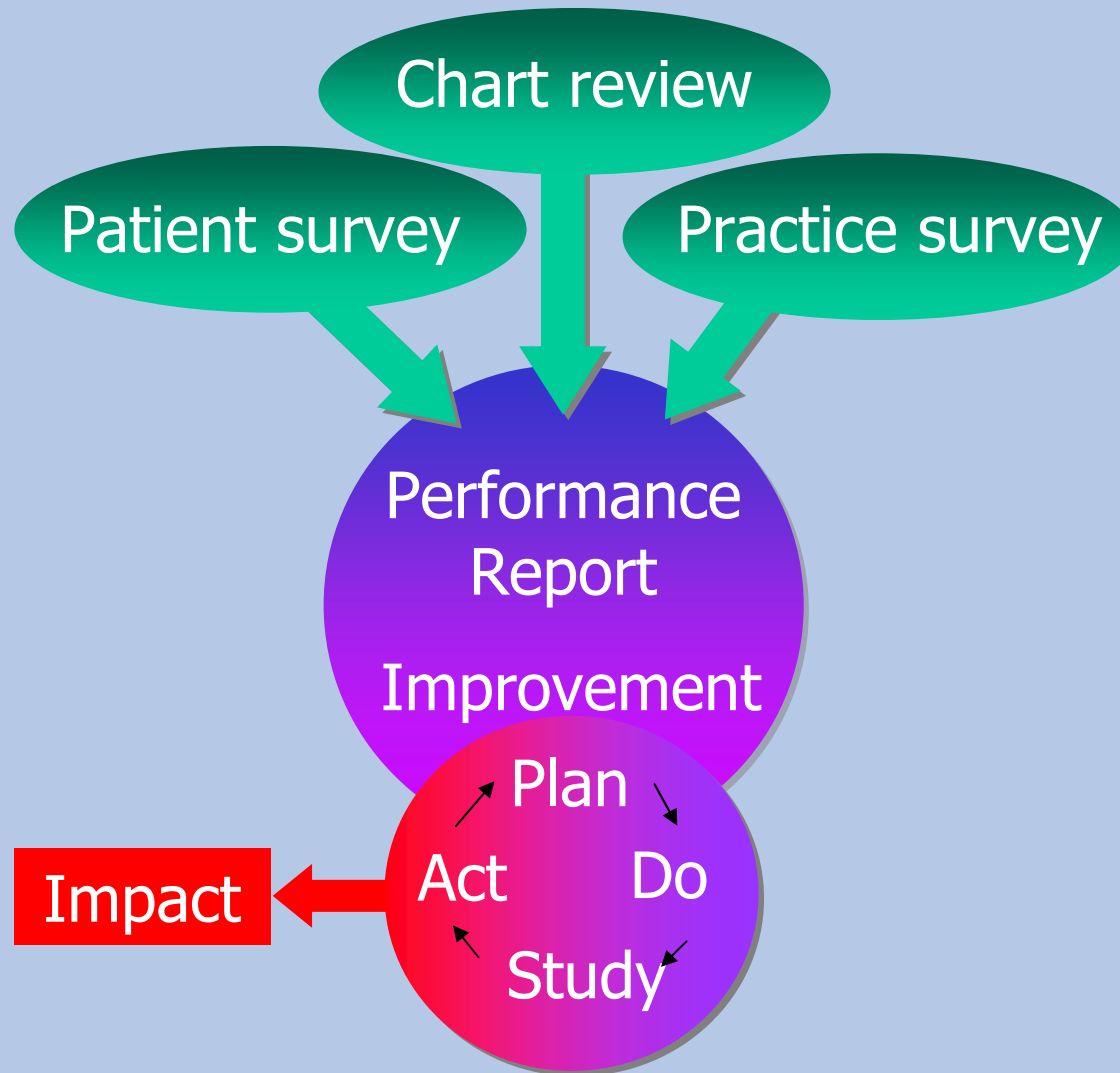 Chart review
Patient survey
Practice survey
Performance
Report
Improvement
Plan
Act
Do
Study
Impact